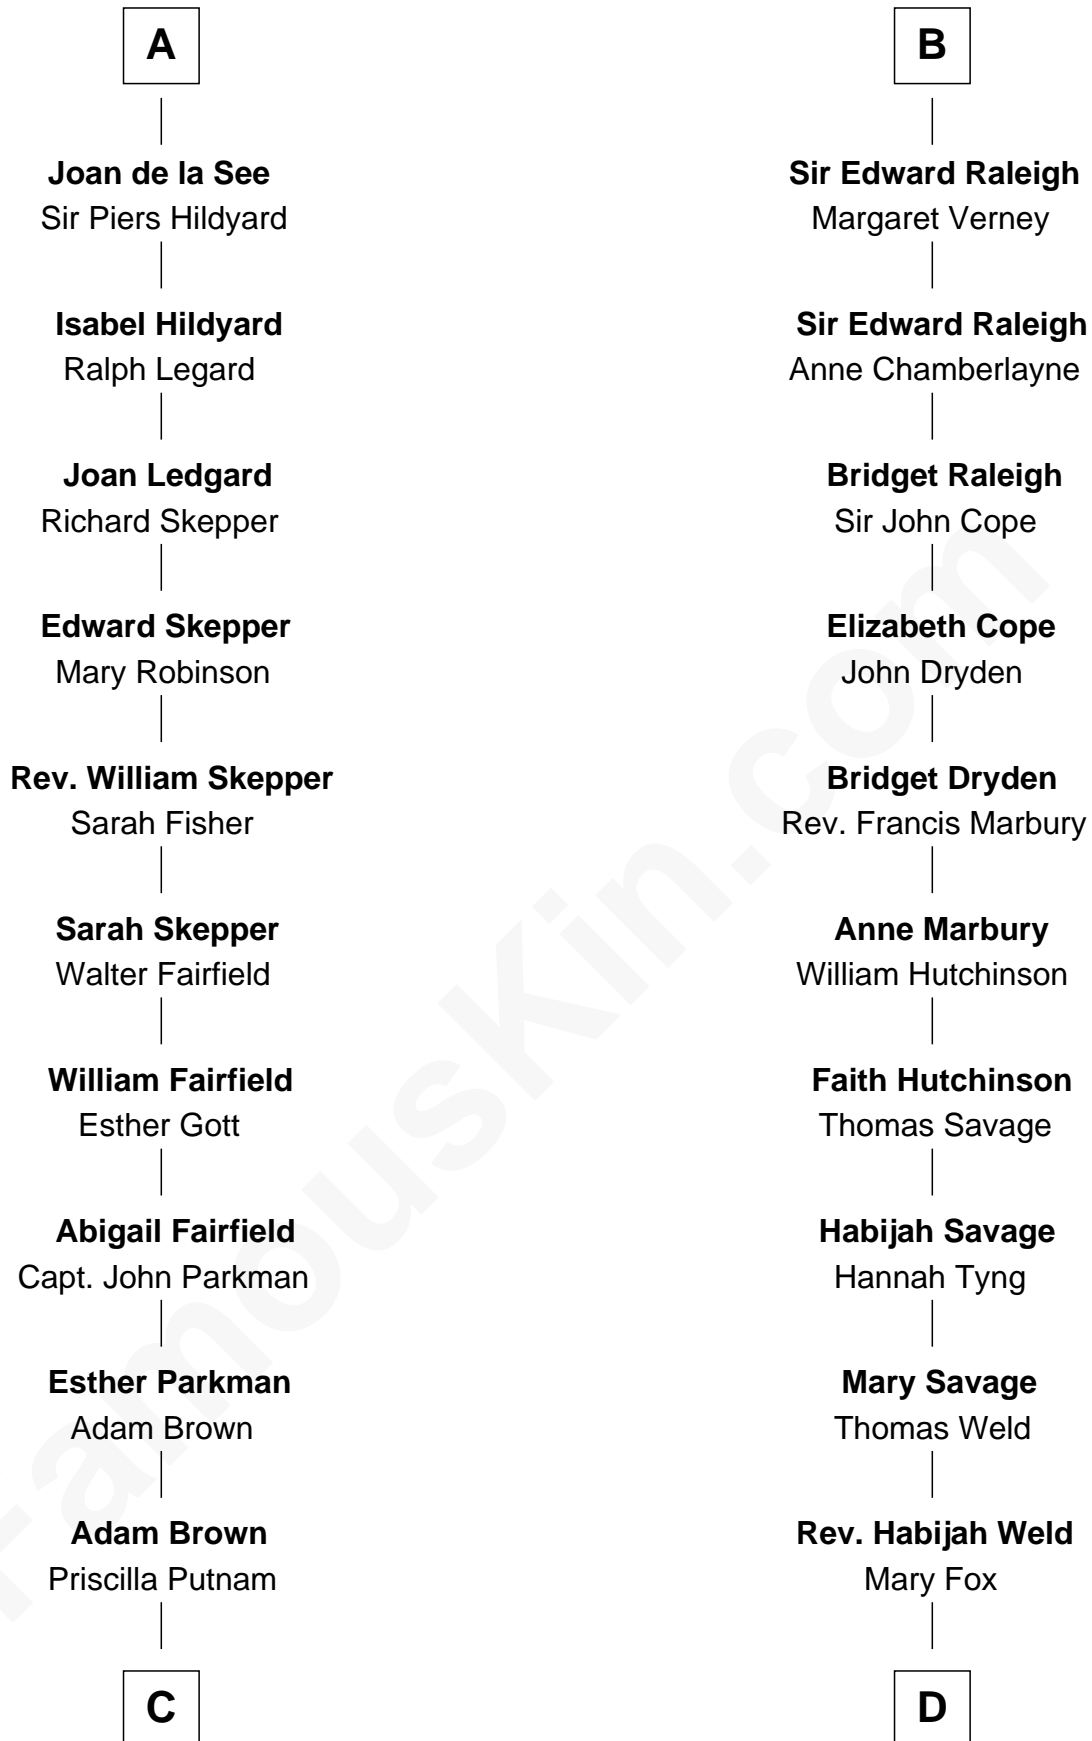 A
Joan de la See
Sir Piers Hildyard
Isabel Hildyard
Ralph Legard
Joan Ledgard
Richard Skepper
Edward Skepper
Mary Robinson
Rev. William Skepper
Sarah Fisher
Sarah Skepper
Walter Fairfield
William Fairfield
Esther Gott
Abigail Fairfield
Capt. John Parkman
Esther Parkman
Adam Brown
Adam Brown
Priscilla Putnam
C
B
Sir Edward Raleigh
Margaret Verney
Sir Edward Raleigh
Anne Chamberlayne
Bridget Raleigh
Sir John Cope
Elizabeth Cope
John Dryden
Bridget Dryden
Rev. Francis Marbury
Anne Marbury
William Hutchinson
Faith Hutchinson
Thomas Savage
Habijah Savage
Hannah Tyng
Mary Savage
Thomas Weld
Rev. Habijah Weld
Mary Fox
D
FamousKin.com